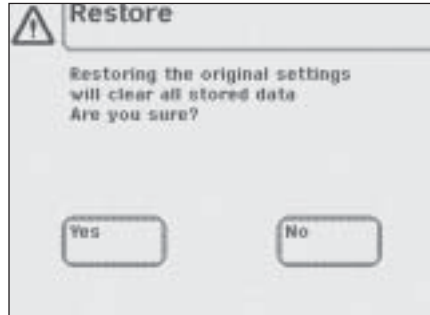 Restore
Restoring the original settings
will clear all stored data
Are you sure?
Yes
No